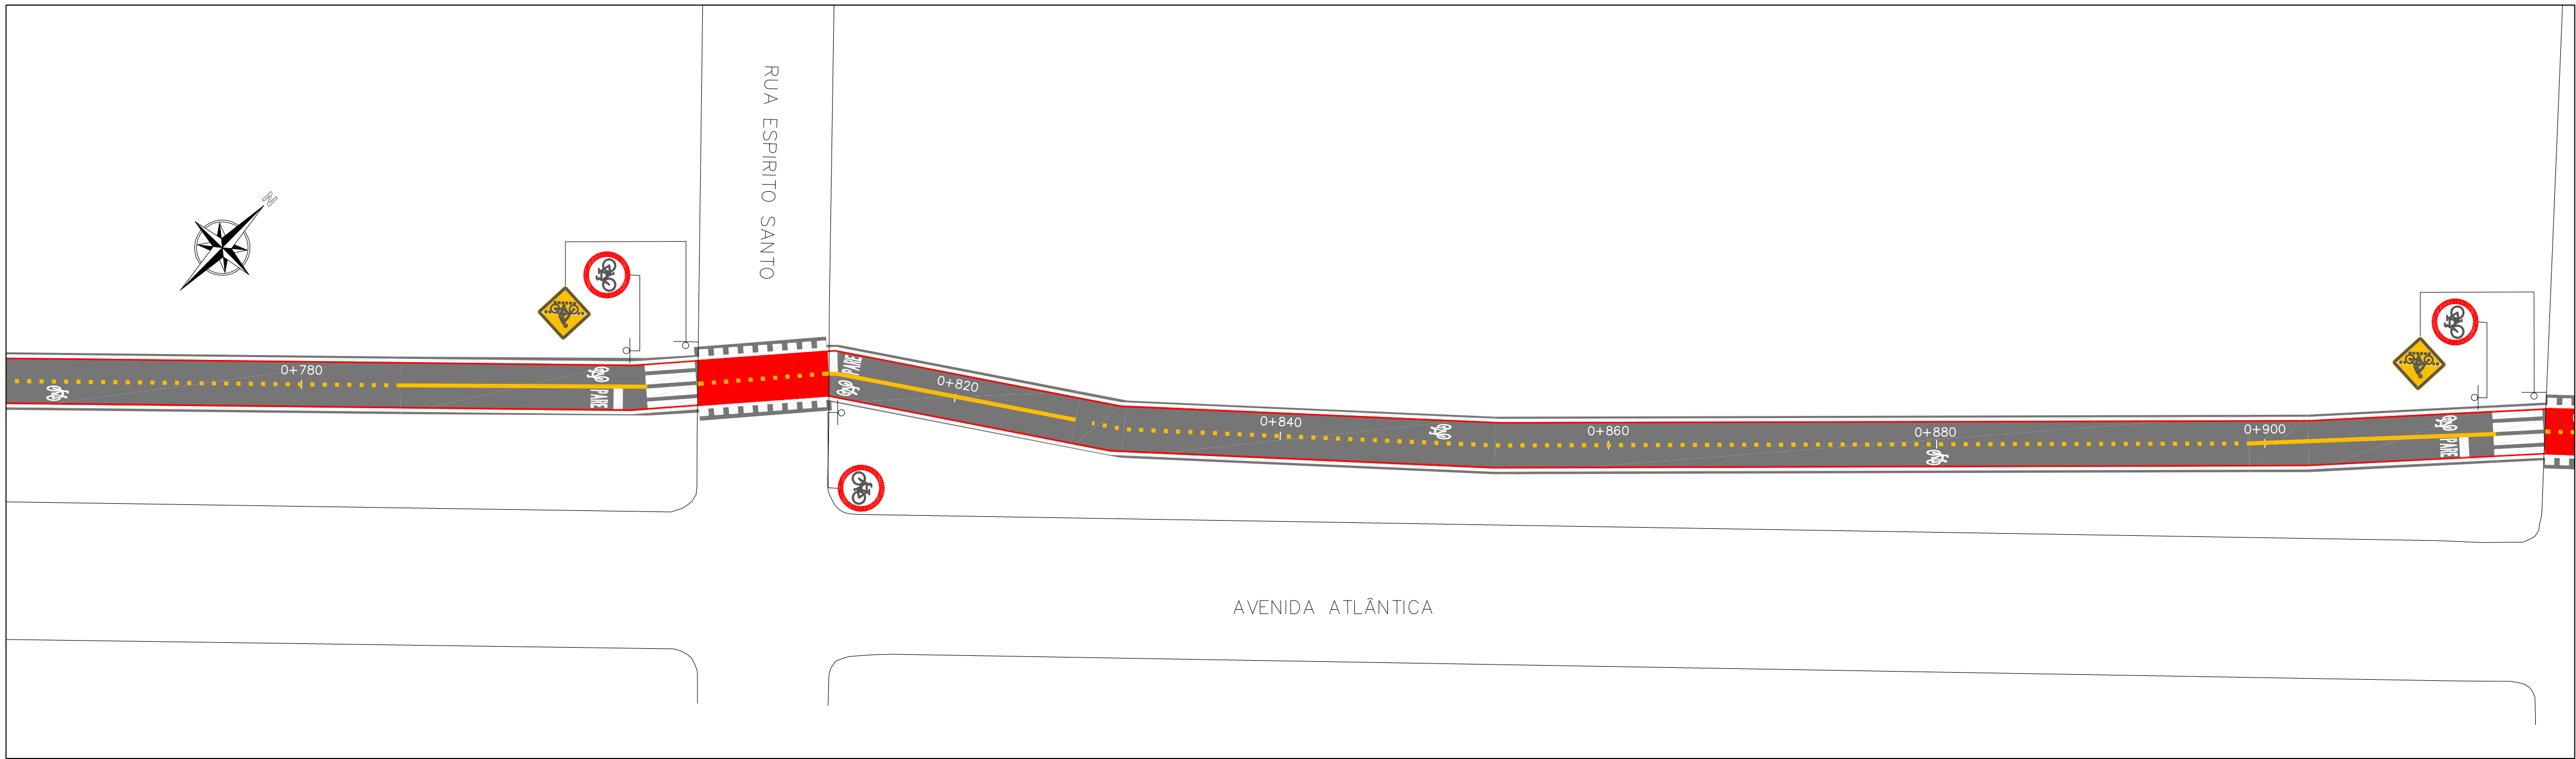 RUA ESPIRITO SANTO
N
0+780
PARE
PARE
0+820
0+840
0+860
0+880
0+900
PARE
AVENIDA ATLÂNTICA